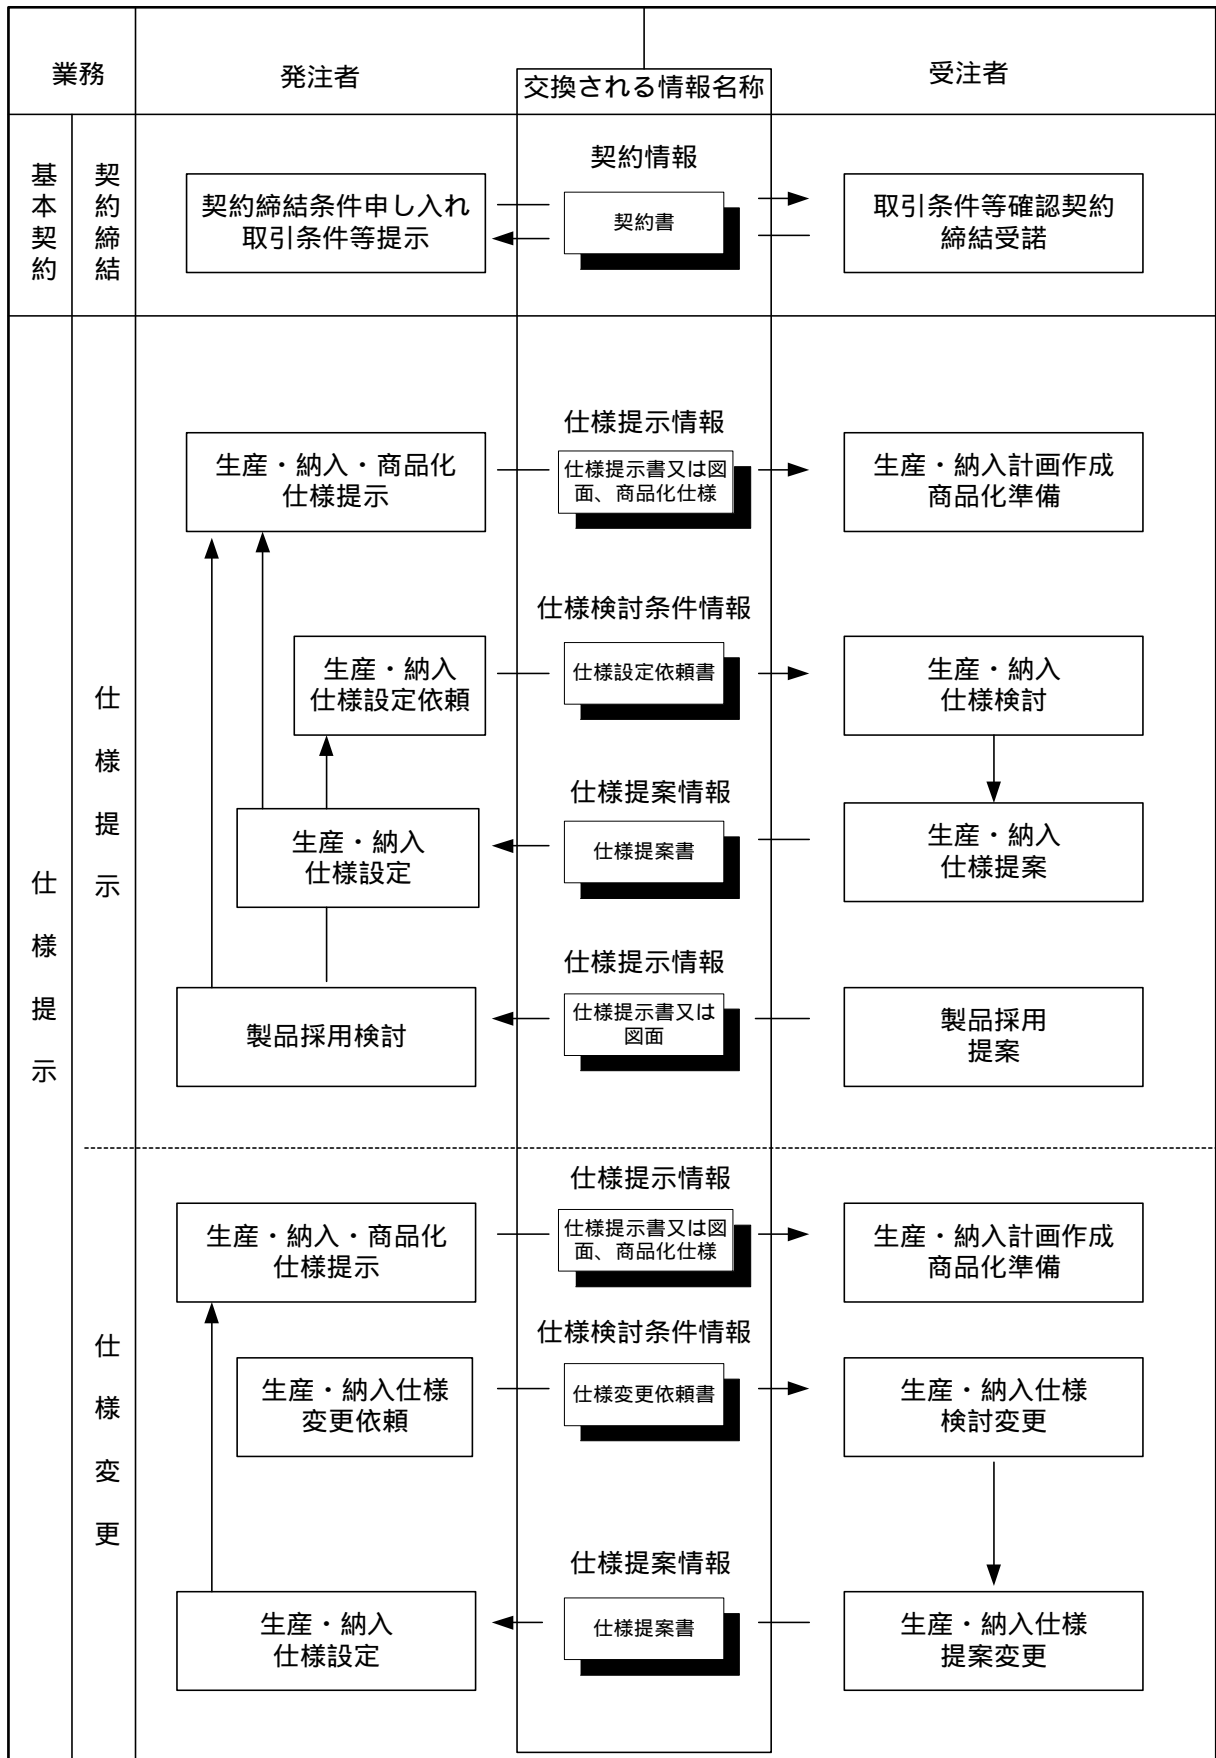 業務
発注者
交換される情報名称
受注者
基本契約
契約締結
契約情報
契約締結条件申し入れ
取引条件等提示
契約書
取引条件等確認契約
締結受諾
仕様提示
仕様提示
仕様提示情報
生産・納入・商品化
仕様提示
仕様提示書又は図
面、商品化仕様
生産・納入計画作成
商品化準備
仕様検討条件情報
生産・納入
仕様設定依頼
仕様設定依頼書
生産・納入
仕様検討
仕様提案情報
生産・納入
仕様設定
仕様提案書
生産・納入
仕様提案
仕様提示情報
製品採用検討
仕様提示書又は
図面
製品採用
提案
仕様変更
仕様提示情報
生産・納入・商品化
仕様提示
仕様提示書又は図
面、商品化仕様
生産・納入計画作成
商品化準備
仕様検討条件情報
生産・納入仕様
変更依頼
仕様変更依頼書
生産・納入仕様
検討変更
仕様提案情報
生産・納入
仕様設定
仕様提案書
生産・納入仕様
提案変更